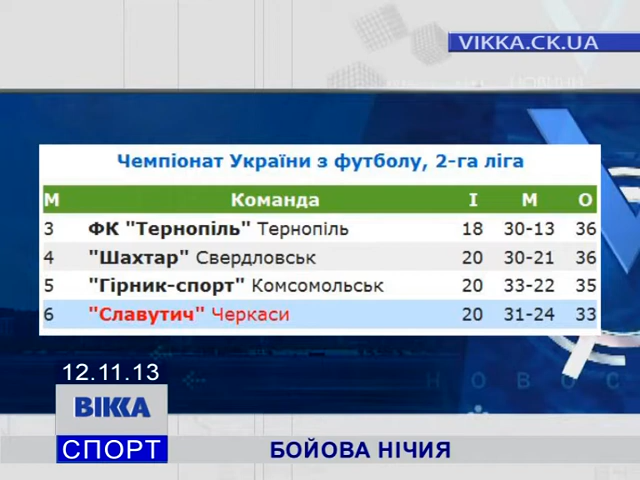 VIKKA.CK.UA
Чемпіонат України з футболу, 2-га ліга
М Команда І М О
3 ФК "Тернопіль" Тернопіль 18 30-13 36
4 "Шахтар" Свердловськ 20 30-21 36
5 "Гірник-спорт" Комсомольськ 20 33-22 35
6 "Славутич" Черкаси 20 31-24 33
12.11.13
ВІККА
СПОРТ
БОЙОВА НІЧИЯ